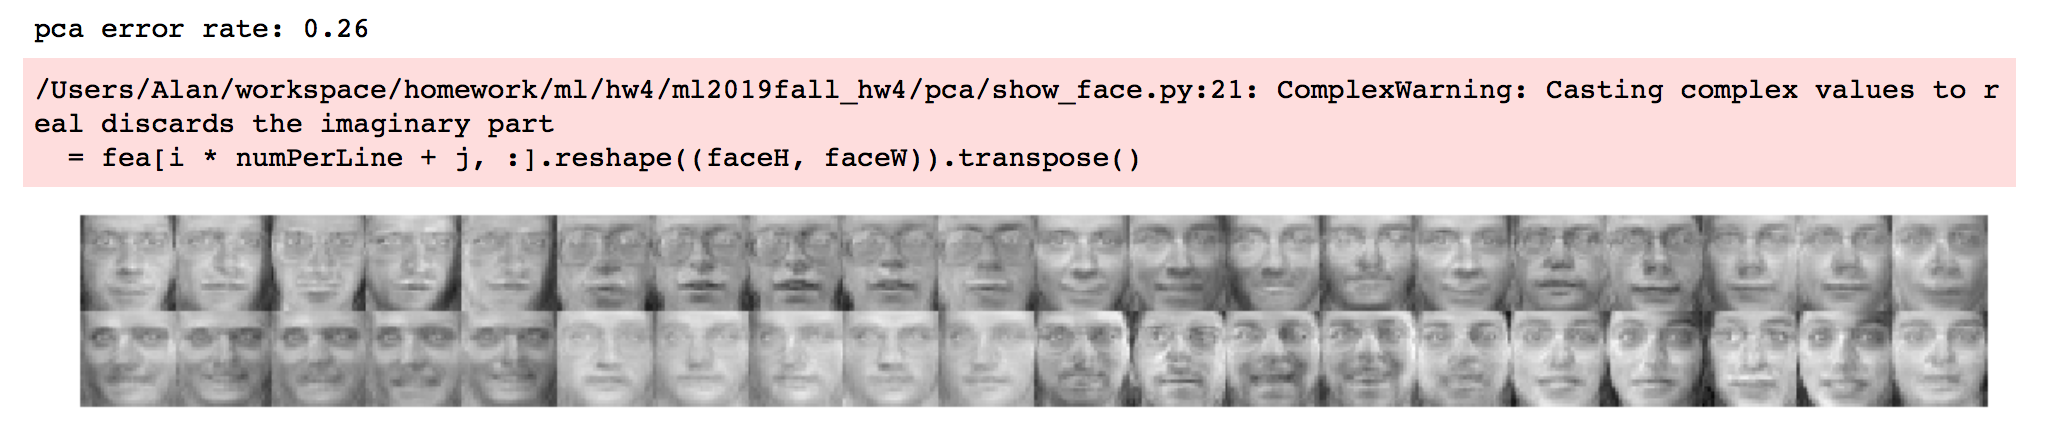 pca error rate: 0.26
/Users/Alan/workspace/homework/ml/hw4/ml2019fall_hw4/pca/show_face.py:21: ComplexWarning: Casting complex values to r
eal discards the imaginary part
  = fea[i * numPerLine + j, :].reshape((faceH, faceW)).transpose()